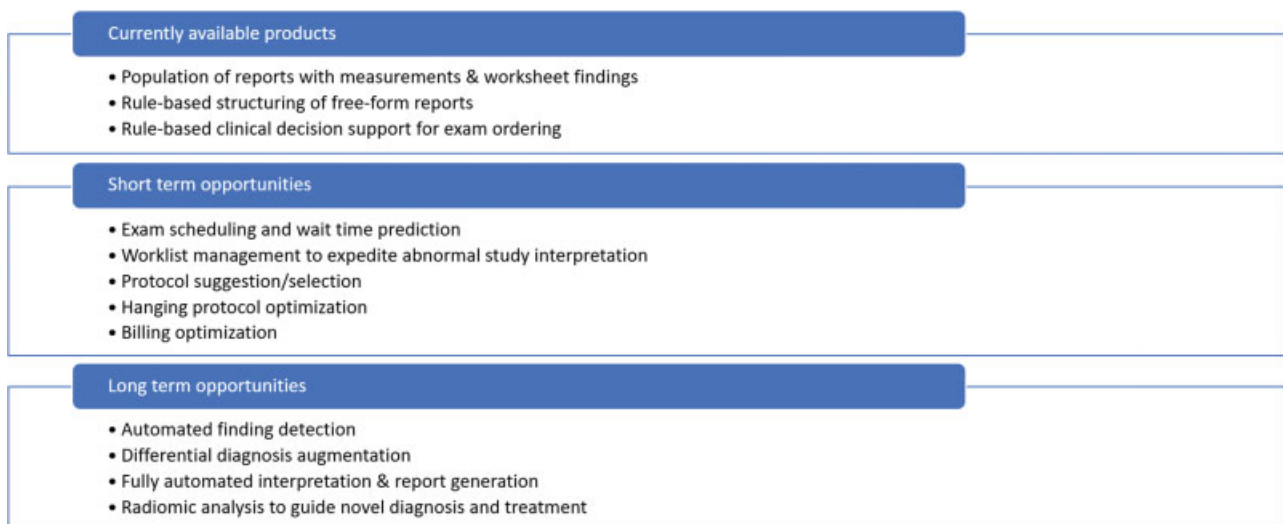 Currently available products
• Population of reports with measurements & worksheet findings
• Rule-based structuring of free-form reports
• Rule-based clinical decision support for exam ordering
Short term opportunities
• Exam scheduling and wait time prediction
• Worklist management to expedite abnormal study interpretation
• Protocol suggestion/selection
• Hanging protocol optimization
• Billing optimization
Long term opportunities
• Automated finding detection
• Differential diagnosis augmentation
• Fully automated interpretation & report generation
• Radiomic analysis to guide novel diagnosis and treatment